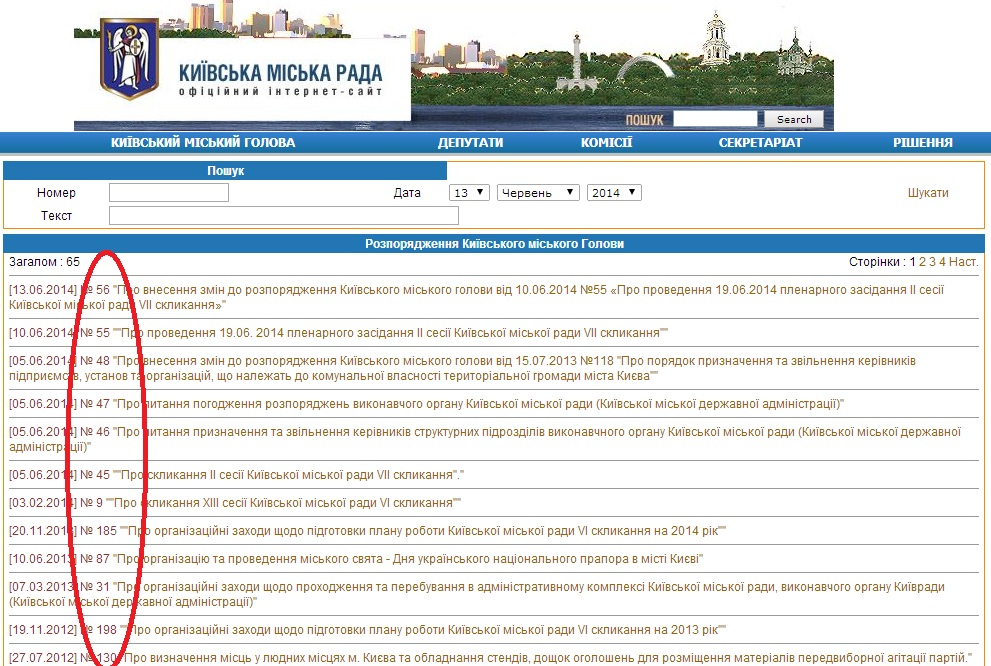 КИЇВСЬКА МІСЬКА РАДА
офіційний інтернет-сайт
ПОШУК Search
КИЇВСЬКИЙ МІСЬКИЙ ГОЛОВА ДЕПУТАТИ КОМІСІЇ СЕКРЕТАРІАТ РІШЕННЯ
Пошук
Номер Дата 13 Червень 2014 Шукати
Текст
Розпорядження Київського міського Голови
Загалом : 65 Сторінки : 1 2 3 4 Наст.
[13.06.2014] № 56 "Про внесення змін до розпорядження Київського міського голови від 10.06.2014 №55 «Про проведення 19.06.2014 пленарного засідання II сесії
Київської міської ради VII скликання»"
[10.06.2014] № 55 ""Про проведення 19.06. 2014 пленарного засідання II сесії Київської міської ради VII скликання""
[05.06.2014] № 48 "Про внесення змін до розпорядження Київського міського голови від 15.07.2013 №118 "Про порядок призначення та звільнення керівників
підприємсв, установ та організацій, що належать до комунальної власності територіальної громади міста Києва""
[05.06.2014] № 47 "Про питання погодження розпоряджень виконавчого органу Київської міської ради (Київської міської державної адміністрації)"
[05.06.2014] № 46 "Про питання призначення та звільнення керівників структурних підрозділів виконавчного органу Київської міської ради (Київської міської державної
адміністрації)"
[05.06.2014] № 45 ""Про скликання II сесії Київської міської ради VII скликання"."
[03.02.2014] № 9 ""Про скликання XIII сесії Київської міської ради VI скликання""
[20.11.2013] № 185 ""Про організаційні заходи щодо підготовки плану роботи Київської міської ради VI скликання на 2014 рік""
[10.06.2013] № 87 "Про організацію та проведення міського свята - Дня українського національного прапора в місті Києві"
[07.03.2013] № 31 "Про організаційні заходи щодо проходження та перебування в адміністративному комплексі Київської міської ради, виконавчого органу Київради
(Київської міської державної адміністрації)"
[19.11.2012] № 198 ""Про організаційні заходи щодо підготовки плану роботи Київської міської ради VI скликання на 2013 рік""
[27.07.2012] № 130 "Про визначення місць у людних місцях м. Києва та обладнання стендів, дощок оголошень для розміщення матеріалів передвиборної агітації партій."